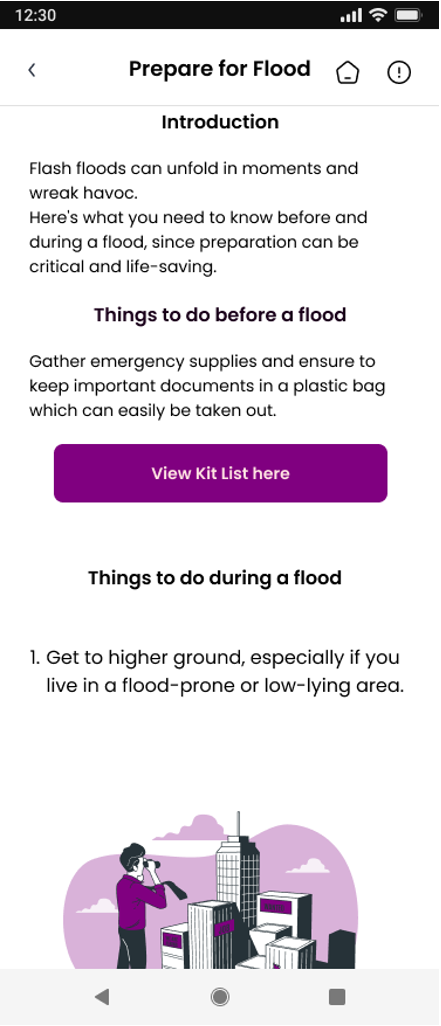 12:30
Prepare for Flood
Introduction
Flash floods can unfold in moments and
wreak havoc.
Here's what you need to know before and
during a flood, since preparation can be
critical and life-saving.
Things to do before a flood
Gather emergency supplies and ensure to
keep important documents in a plastic bag
which can easily be taken out.
View Kit List here
Things to do during a flood
1. Get to higher ground, especially if you
live in a flood-prone or low-lying area.